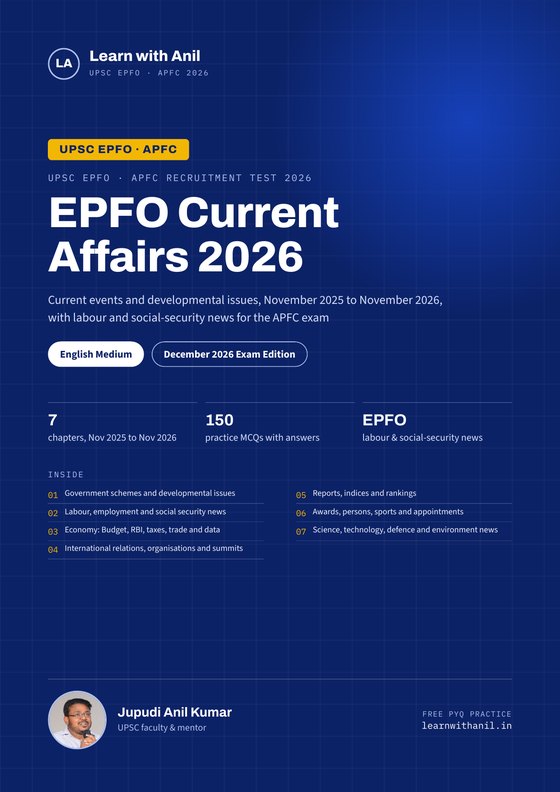 LA
Learn with Anil
UPSC EPFO · APFC 2026
UPSC EPFO · APFC
UPSC EPFO · APFC RECRUITMENT TEST 2026
EPFO Current
Affairs 2026
Current events and developmental issues, November 2025 to November 2026,
with labour and social-security news for the APFC exam
English Medium
December 2026 Exam Edition
7
chapters, Nov 2025 to Nov 2026
150
practice MCQs with answers
EPFO
labour & social-security news
INSIDE
01 Government schemes and developmental issues
02 Labour, employment and social security news
03 Economy: Budget, RBI, taxes, trade and data
04 International relations, organisations and summits
05 Reports, indices and rankings
06 Awards, persons, sports and appointments
07 Science, technology, defence and environment news
Jupudi Anil Kumar
UPSC faculty & mentor
FREE PYQ PRACTICE
learnwithanil.in